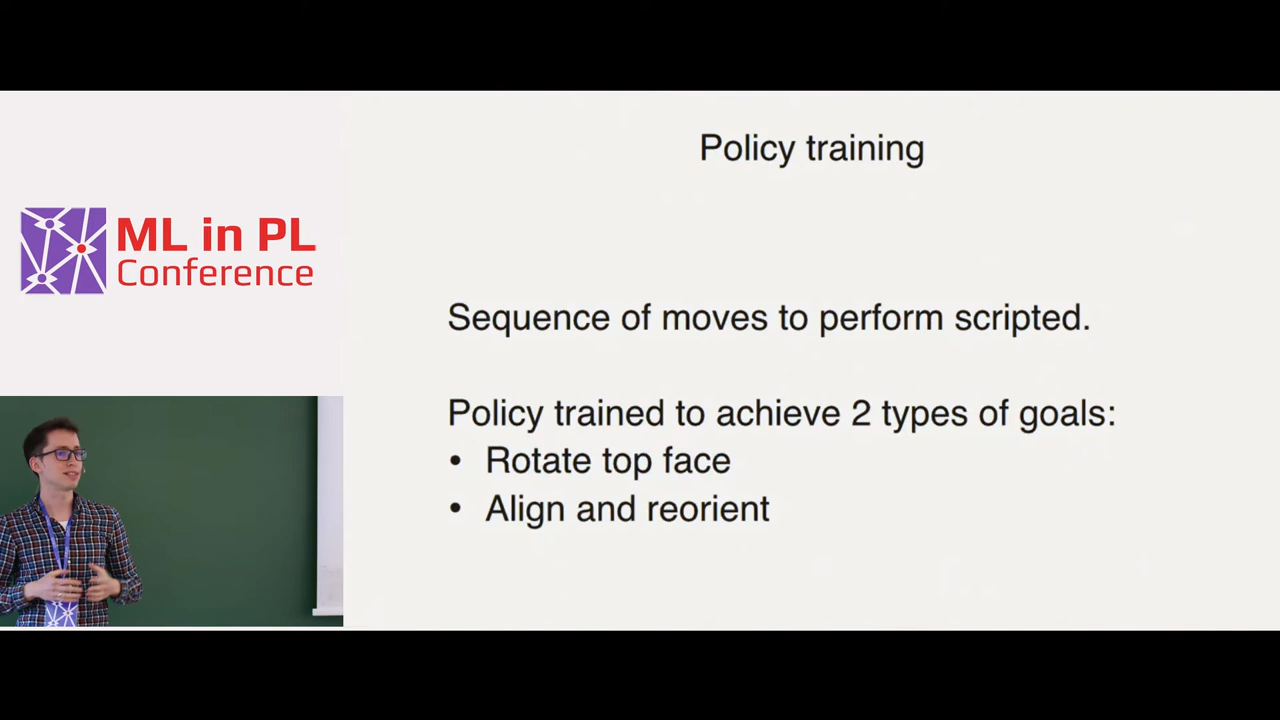 Policy training
ML in PL
Conference
Sequence of moves to perform scripted.
Policy trained to achieve 2 types of goals:
• Rotate top face
• Align and reorient